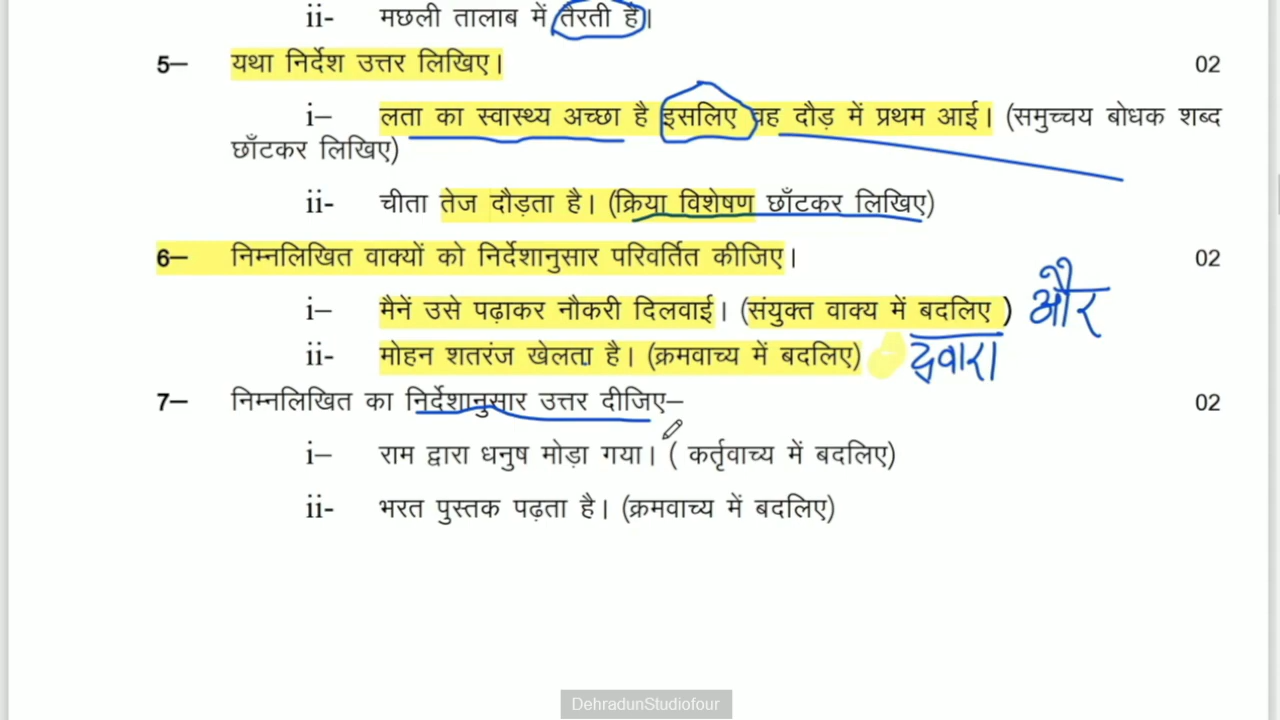 ii- मछली तालाब में तैरती है।
5– यथा निर्देश उत्तर लिखिए। 02
i– लता का स्वास्थ्य अच्छा है इसलिए वह दौड़ में प्रथम आई। (समुच्चय बोधक शब्द
छाँटकर लिखिए)
ii- चीता तेज दौड़ता है। (क्रिया विशेषण छाँटकर लिखिए)
6– निम्नलिखित वाक्यों को निर्देशानुसार परिवर्तित कीजिए। 02
i– मैनें उसे पढ़ाकर नौकरी दिलवाई। (संयुक्त वाक्य में बदलिए ) और
ii- मोहन शतरंज खेलता है। (क्रमवाच्य में बदलिए) द्वारा
7– निम्नलिखित का निर्देशानुसार उत्तर दीजिए– 02
i– राम द्वारा धनुष मोड़ा गया। ( कर्तृवाच्य में बदलिए)
ii- भरत पुस्तक पढ़ता है। (क्रमवाच्य में बदलिए)
DehradunStudiofour